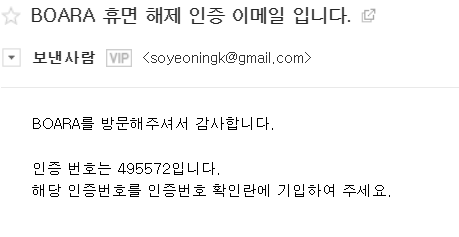 BOARA 휴면 해제 인증 이메일 입니다.
보낸사람 VIP <soyeoningk@gmail.com>
BOARA를 방문해주셔서 감사합니다.
인증 번호는 495572입니다.
해당 인증번호를 인증번호 확인란에 기입하여 주세요.